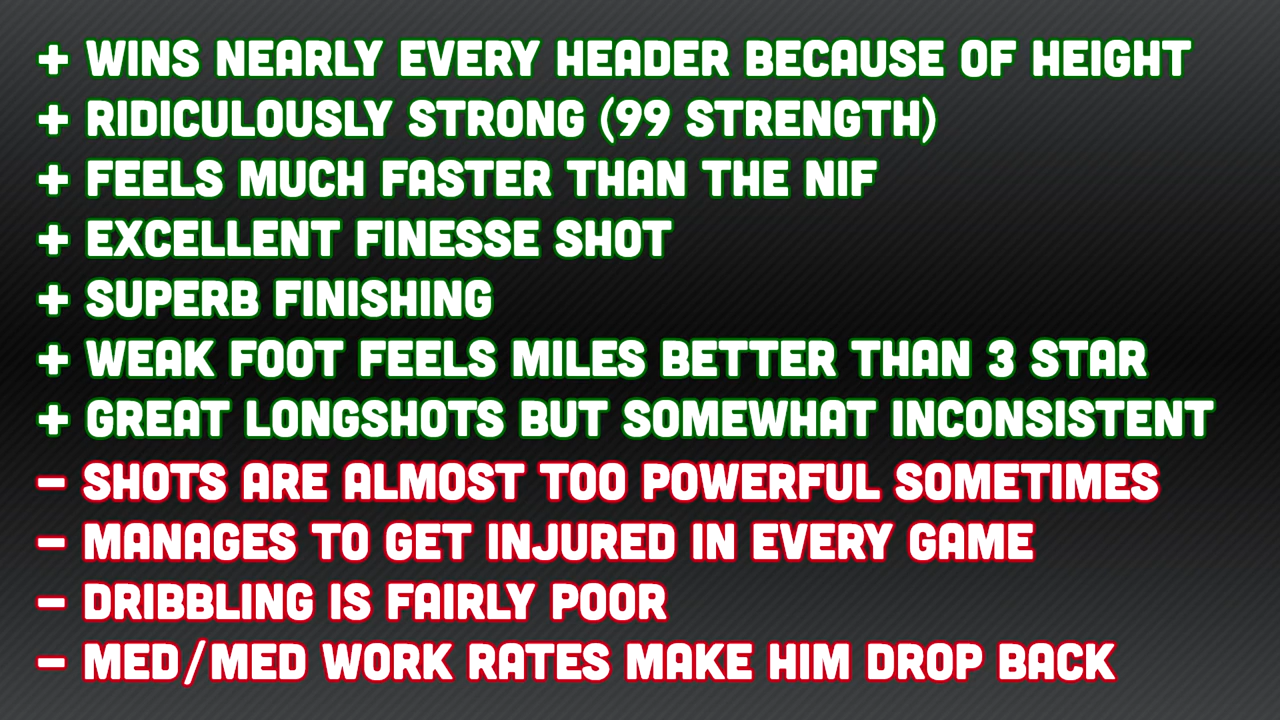 + WINS NEARLY EVERY HEADER BECAUSE OF HEIGHT
+ RIDICULOUSLY STRONG (99 STRENGTH)
+ FEELS MUCH FASTER THAN THE NIF
+ EXCELLENT FINESSE SHOT
+ SUPERB FINISHING
+ WEAK FOOT FEELS MILES BETTER THAN 3 STAR
+ GREAT LONGSHOTS BUT SOMEWHAT INCONSISTENT
- SHOTS ARE ALMOST TOO POWERFUL SOMETIMES
- MANAGES TO GET INJURED IN EVERY GAME
- DRIBBLING IS FAIRLY POOR
- MED/MED WORK RATES MAKE HIM DROP BACK